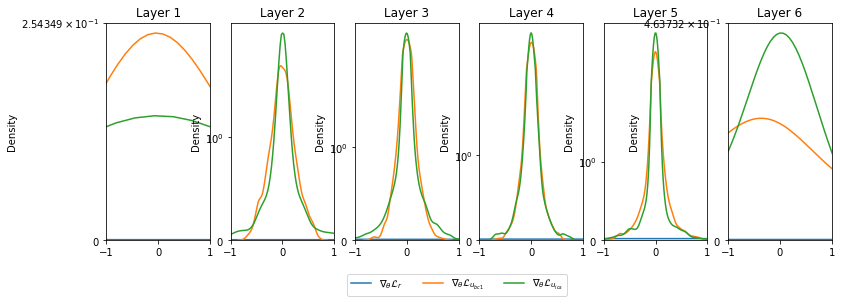 Layer 1 Layer 2 Layer 3 Layer 4 Layer 5 Layer 6
2.54349 × 10⁻¹ 4.63732 × 10⁻¹
Density Density Density Density Density Density
10⁰ 10⁰ 10⁰ 10⁰
0 0 0 0 0 0
−1 0 1 −1 0 1 −1 0 1 −1 0 1 −1 0 1 −1 0 1
∇θℒr ∇θℒu_bc1 ∇θℒu_ics